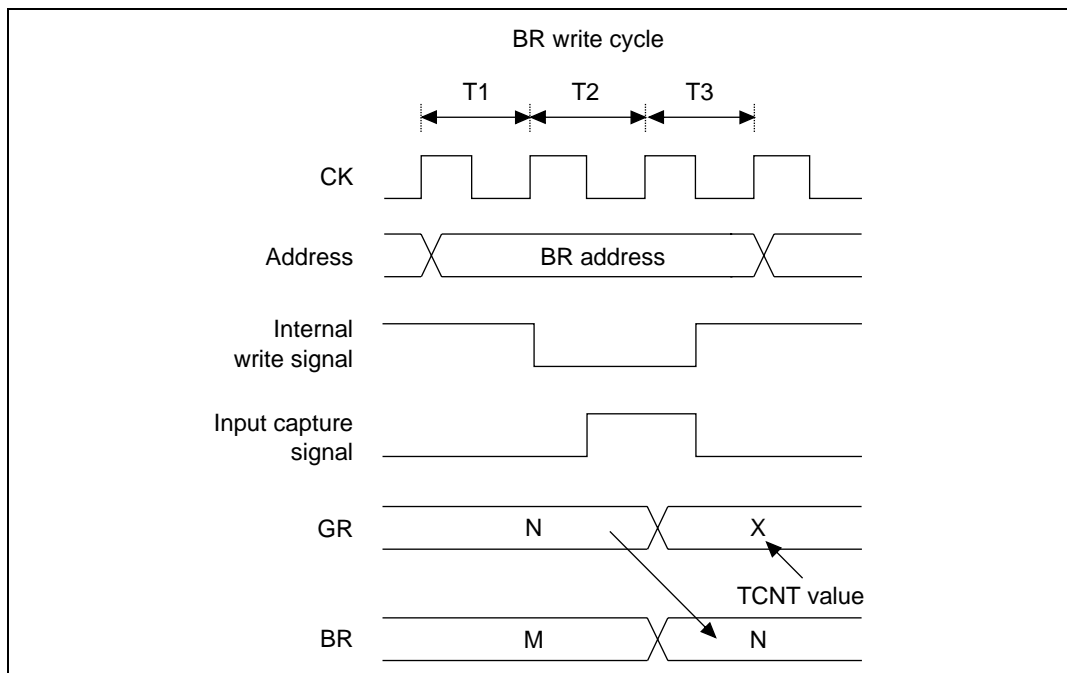 BR write cycle
T1 T2 T3
CK
Address BR address
Internal
write signal
Input capture
signal
GR N X
TCNT value
BR M N